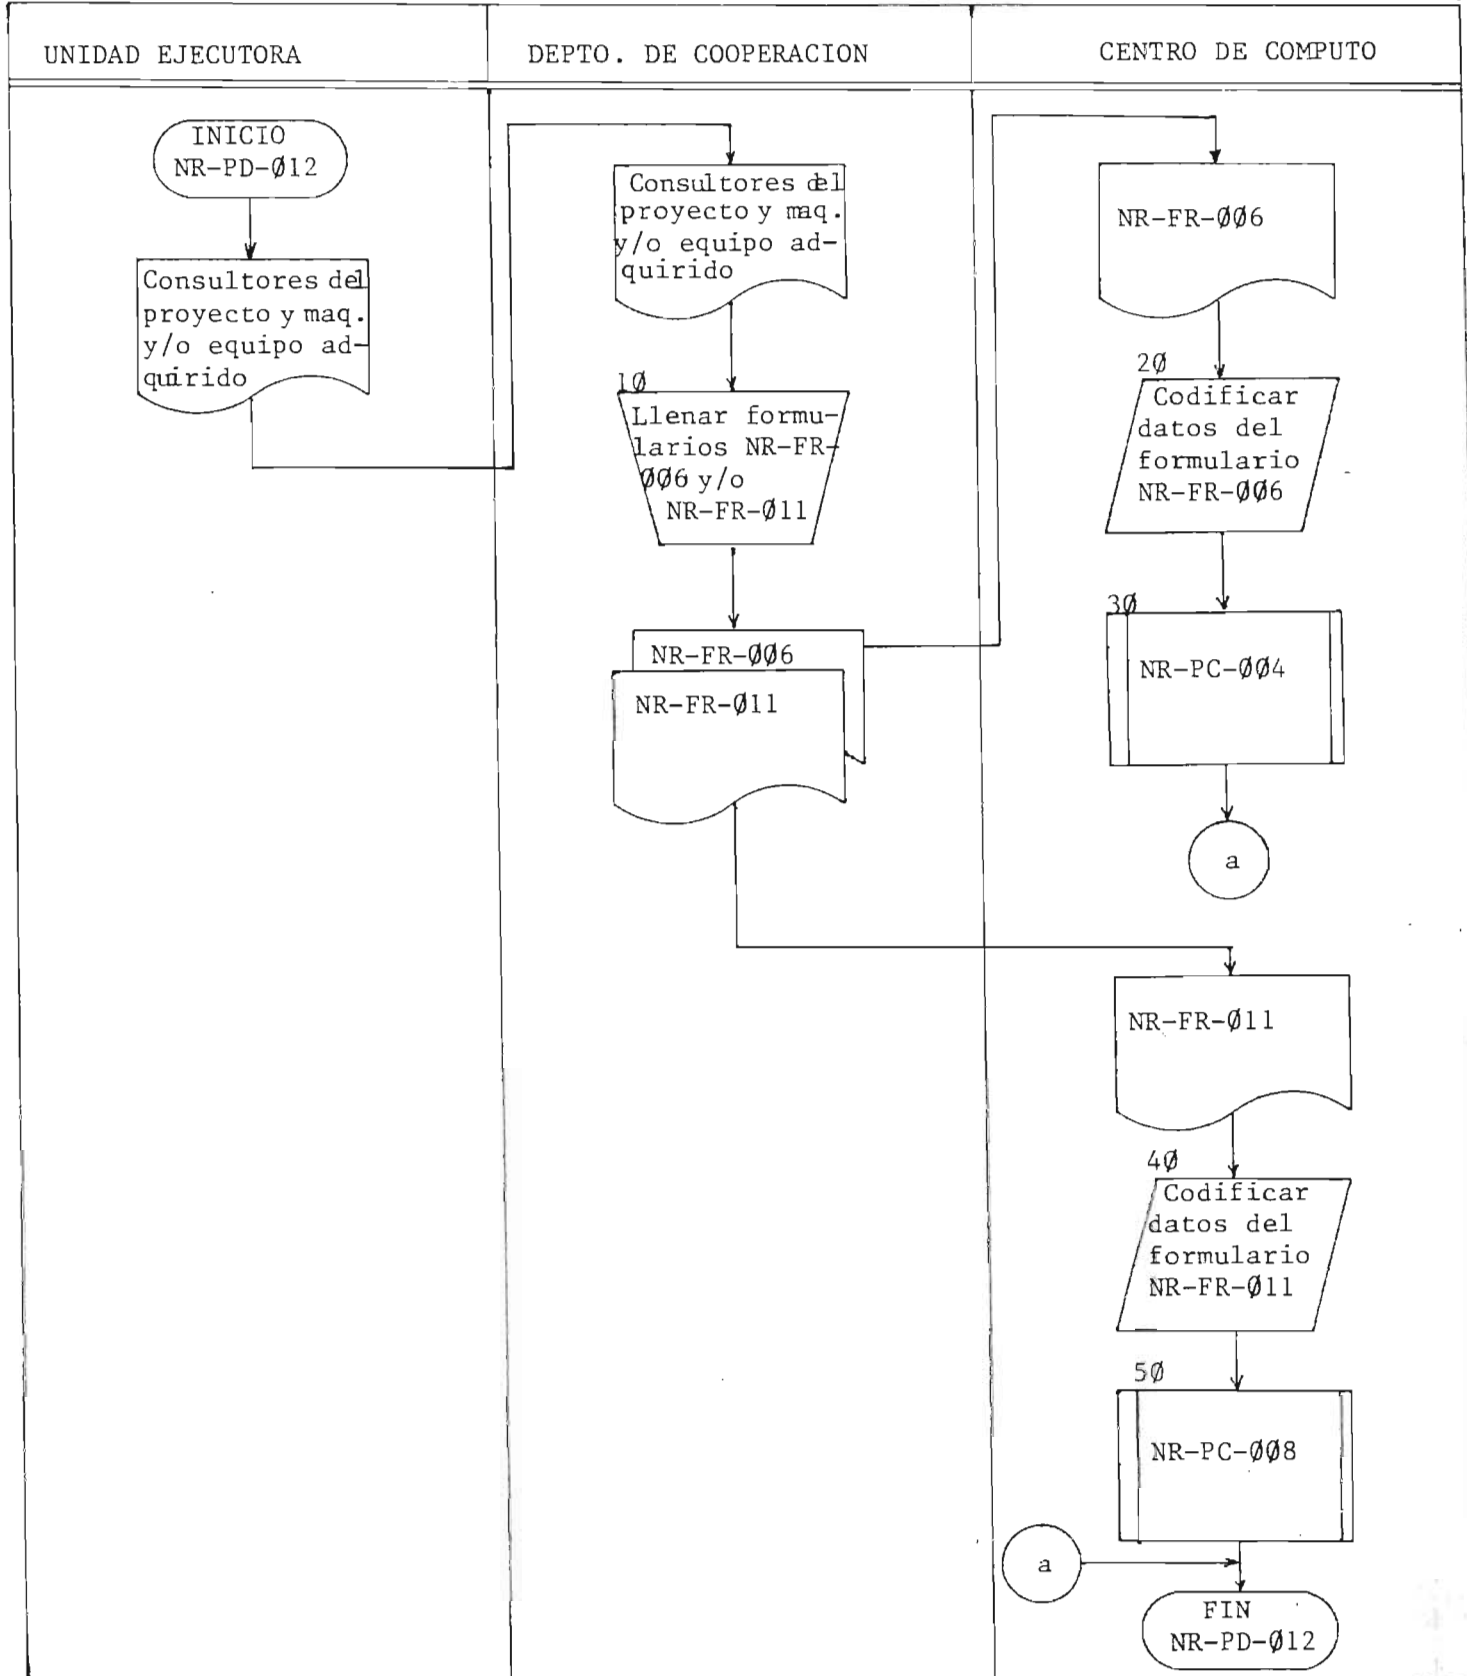 UNIDAD EJECUTORA
DEPTO. DE COOPERACION
CENTRO DE COMPUTO
INICIO
NR-PD-Ø12
Consultores del
proyecto y maq.
y/o equipo ad-
quirido
Consultores del
proyecto y maq.
y/o equipo ad-
quirido
1Ø
Llenar formu-
larios NR-FR-
ØØ6 y/o
NR-FR-Ø11
NR-FR-ØØ6
NR-FR-Ø11
NR-FR-ØØ6
2Ø
Codificar
datos del
formulario
NR-FR-ØØ6
3Ø
NR-PC-ØØ4
a
NR-FR-Ø11
4Ø
Codificar
datos del
formulario
NR-FR-Ø11
5Ø
NR-PC-ØØ8
a
FIN
NR-PD-Ø12